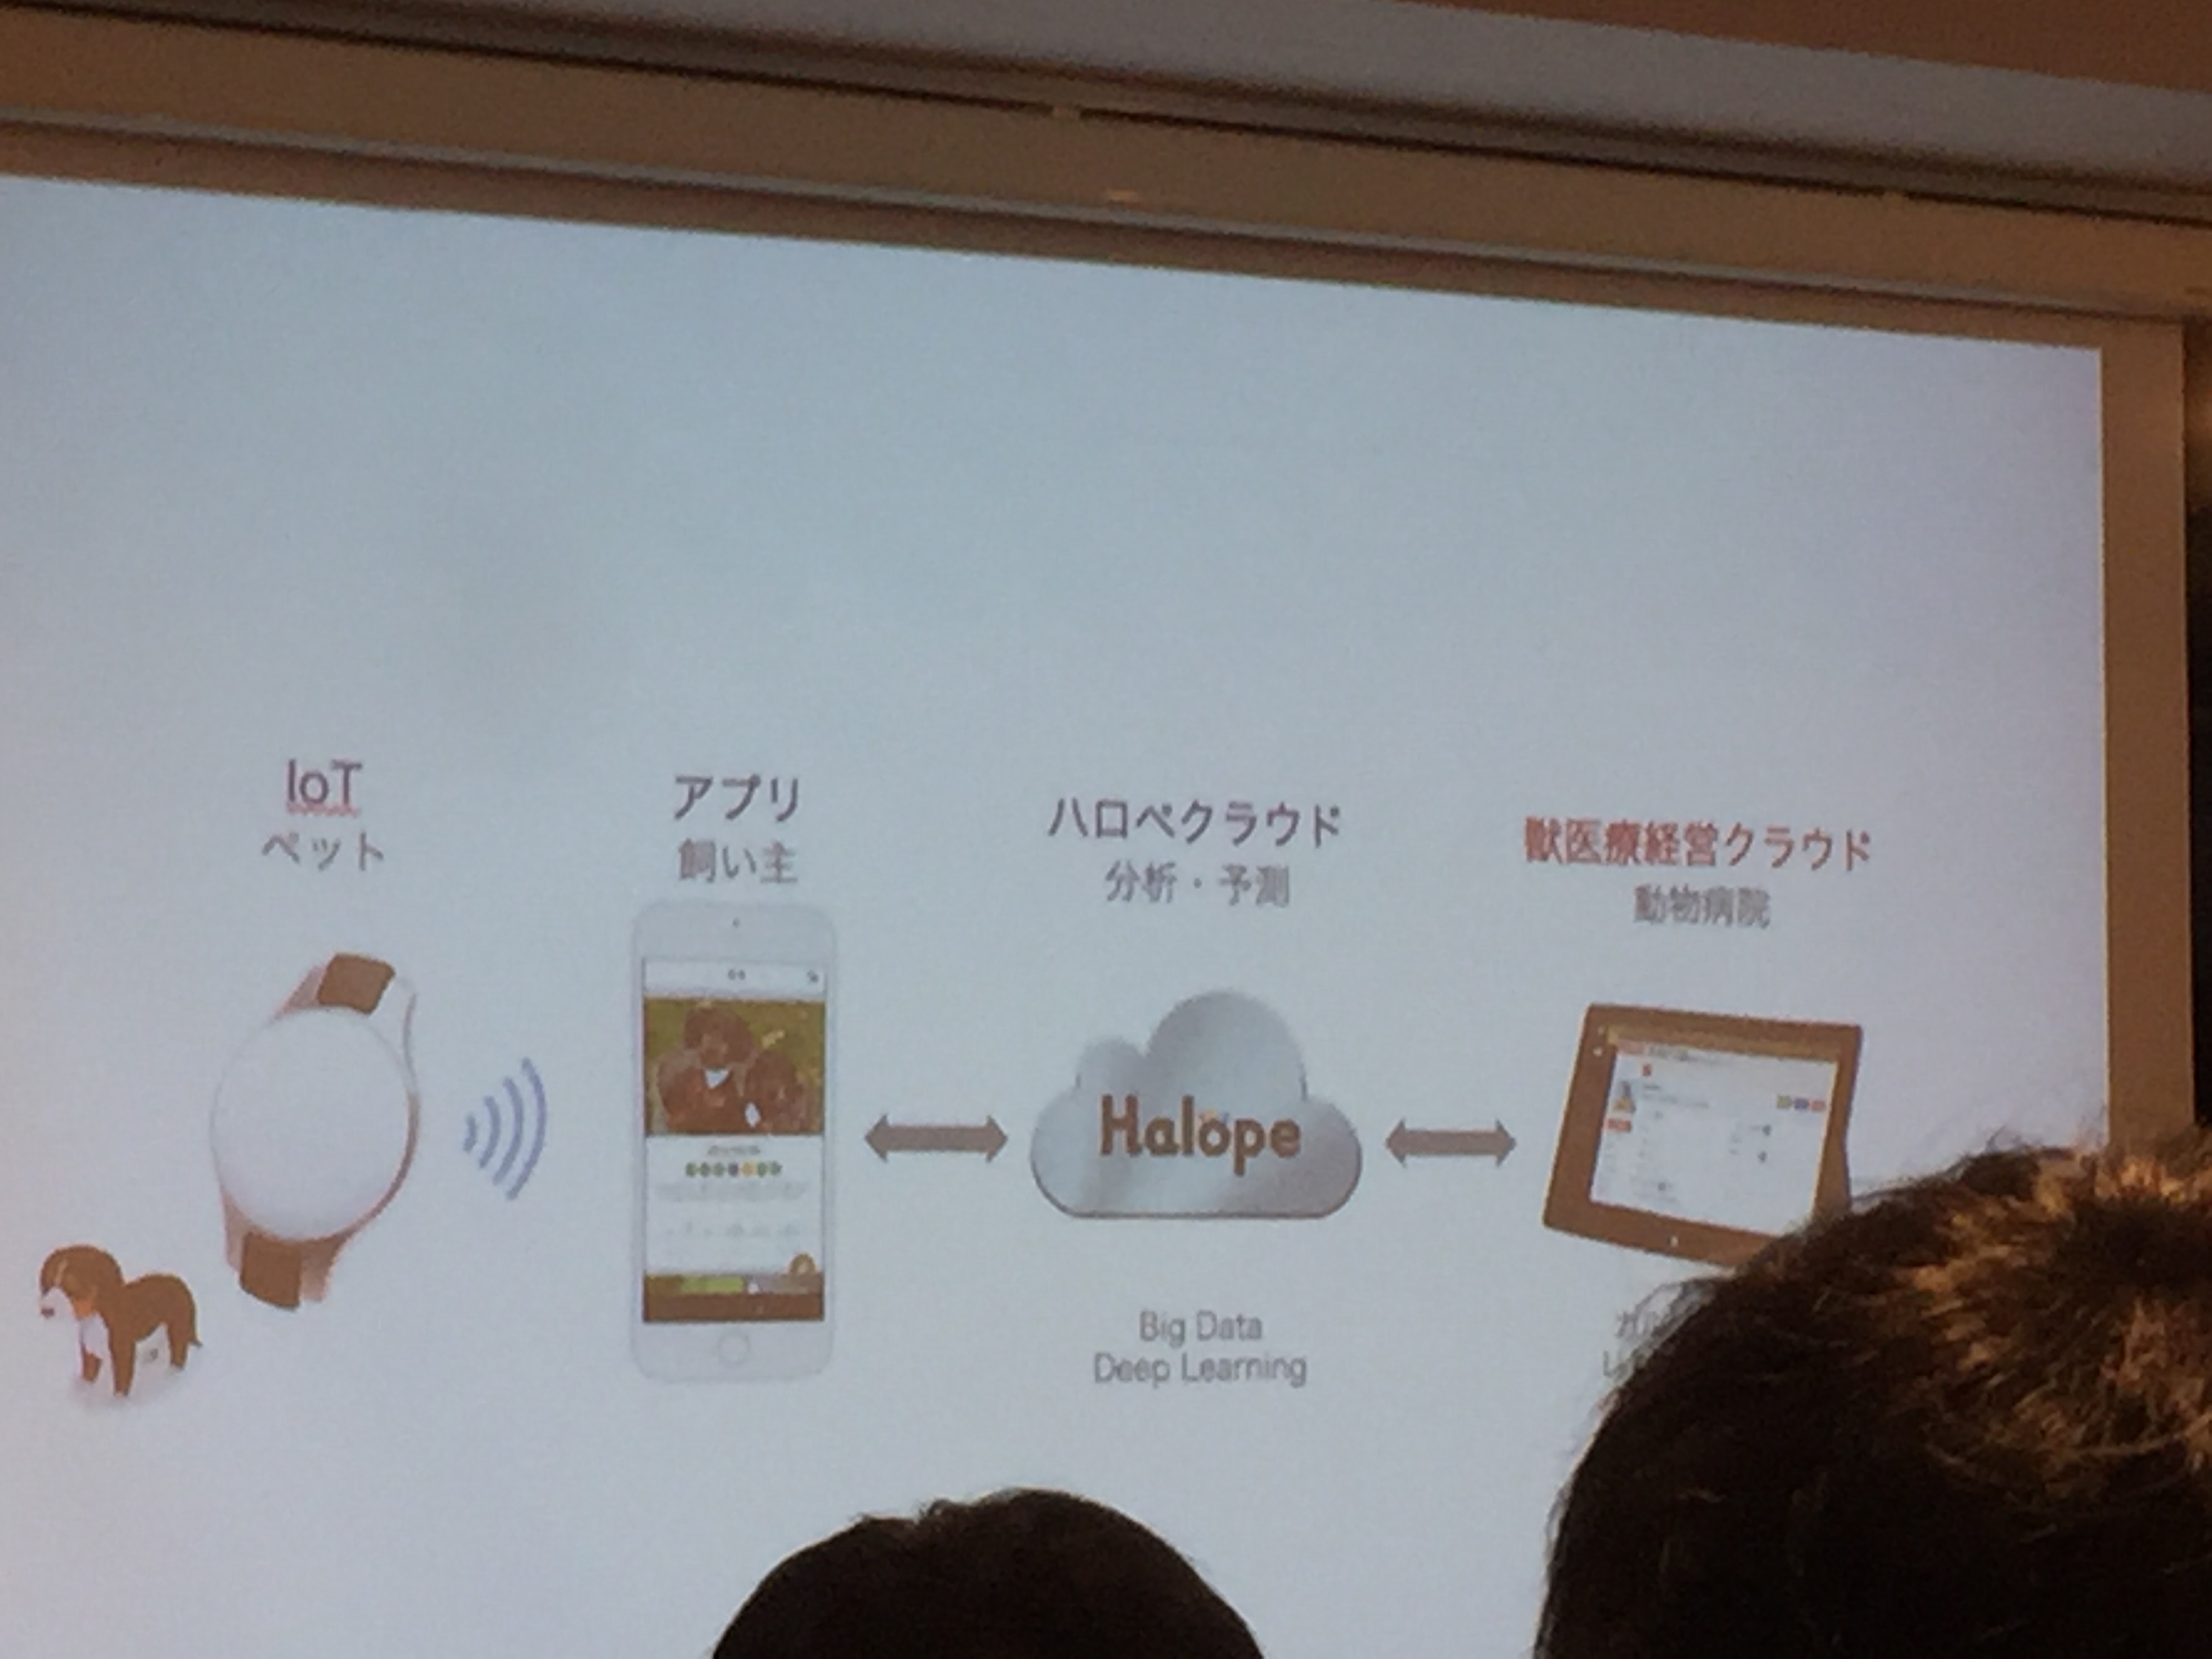 IoT
ペット
アプリ
飼い主
ハロペクラウド
分析・予測
獣医療経営クラウド
動物病院
Halope
Big Data
Deep Learning